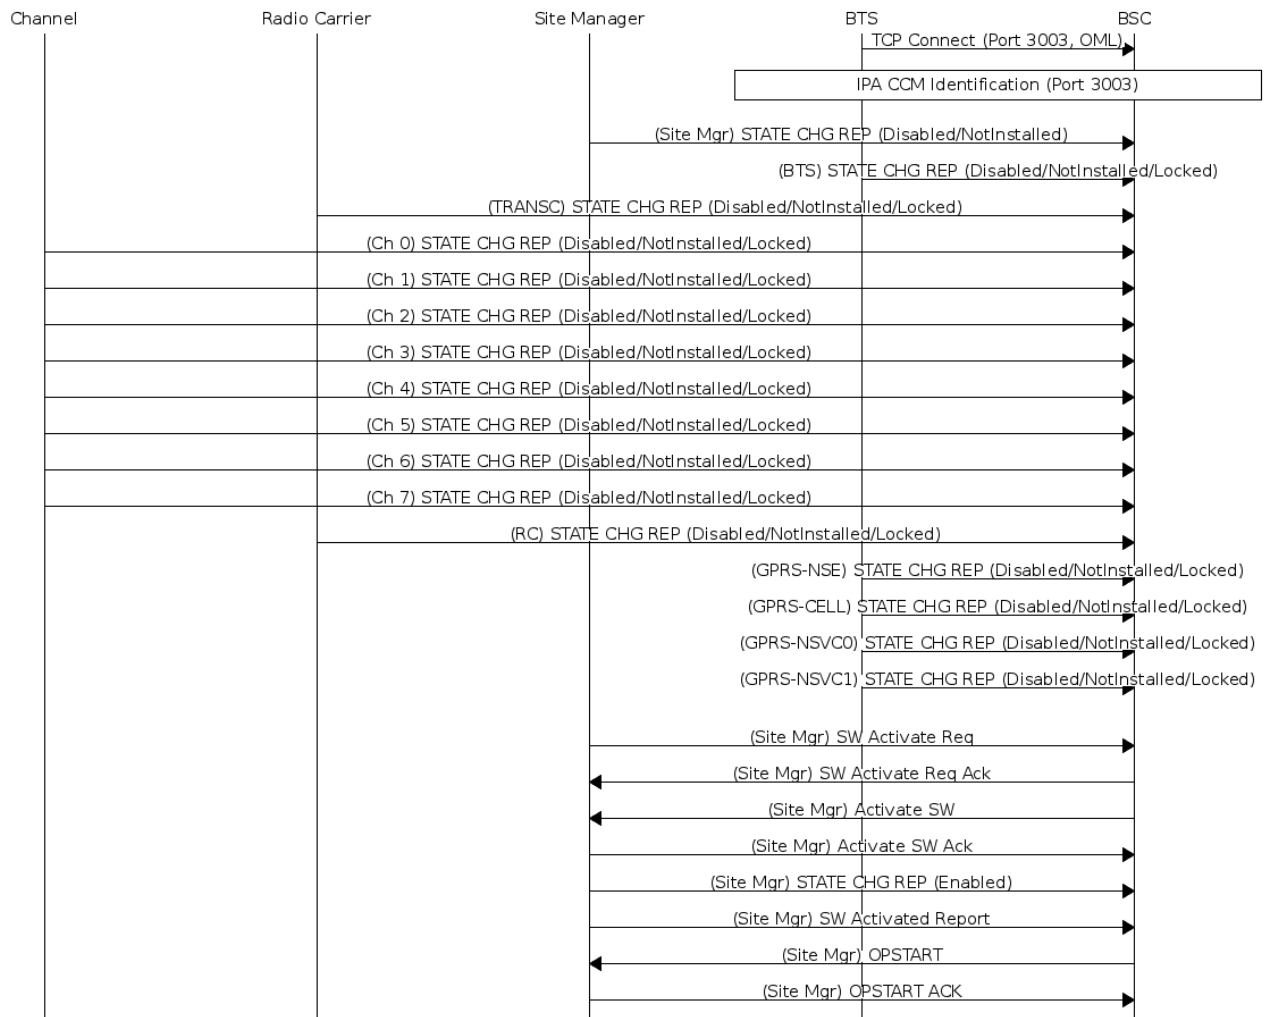 Channel Radio Carrier Site Manager BTS BSC
TCP Connect (Port 3003, OML)
IPA CCM Identification (Port 3003)
(Site Mgr) STATE CHG REP (Disabled/NotInstalled)
(BTS) STATE CHG REP (Disabled/NotInstalled/Locked)
(TRANSC) STATE CHG REP (Disabled/NotInstalled/Locked)
(Ch 0) STATE CHG REP (Disabled/NotInstalled/Locked)
(Ch 1) STATE CHG REP (Disabled/NotInstalled/Locked)
(Ch 2) STATE CHG REP (Disabled/NotInstalled/Locked)
(Ch 3) STATE CHG REP (Disabled/NotInstalled/Locked)
(Ch 4) STATE CHG REP (Disabled/NotInstalled/Locked)
(Ch 5) STATE CHG REP (Disabled/NotInstalled/Locked)
(Ch 6) STATE CHG REP (Disabled/NotInstalled/Locked)
(Ch 7) STATE CHG REP (Disabled/NotInstalled/Locked)
(RC) STATE CHG REP (Disabled/NotInstalled/Locked)
(GPRS-NSE) STATE CHG REP (Disabled/NotInstalled/Locked)
(GPRS-CELL) STATE CHG REP (Disabled/NotInstalled/Locked)
(GPRS-NSVC0) STATE CHG REP (Disabled/NotInstalled/Locked)
(GPRS-NSVC1) STATE CHG REP (Disabled/NotInstalled/Locked)
(Site Mgr) SW Activate Req
(Site Mgr) SW Activate Req Ack
(Site Mgr) Activate SW
(Site Mgr) Activate SW Ack
(Site Mgr) STATE CHG REP (Enabled)
(Site Mgr) SW Activated Report
(Site Mgr) OPSTART
(Site Mgr) OPSTART ACK